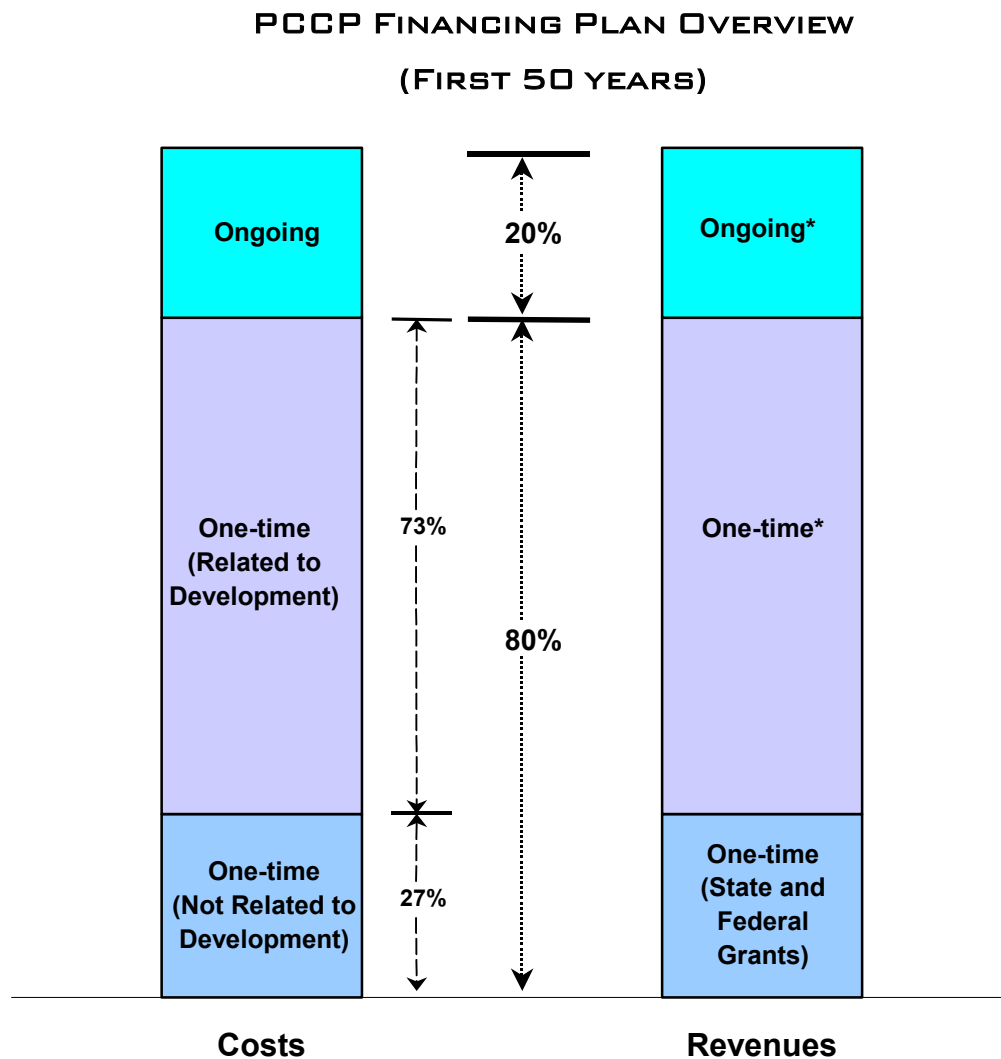 PCCP FINANCING PLAN OVERVIEW
(FIRST 50 YEARS)
Ongoing
20%
Ongoing*
One-time
(Related to
Development)
73%
One-time*
80%
One-time
(Not Related to
Development)
27%
One-time
(State and
Federal
Grants)
Costs
Revenues